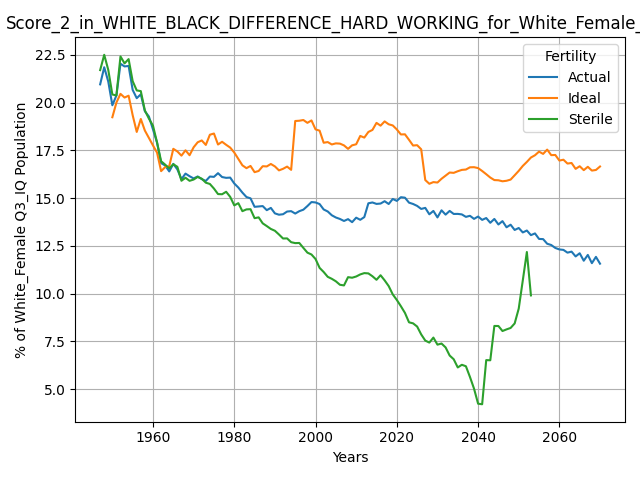 Score_2_in_WHITE_BLACK_DIFFERENCE_HARD_WORKING_for_White_Female_
Fertility
Actual
Ideal
Sterile
% of White_Female Q3_IQ Population
22.5
20.0
17.5
15.0
12.5
10.0
7.5
5.0
1960 1980 2000 2020 2040 2060
Years